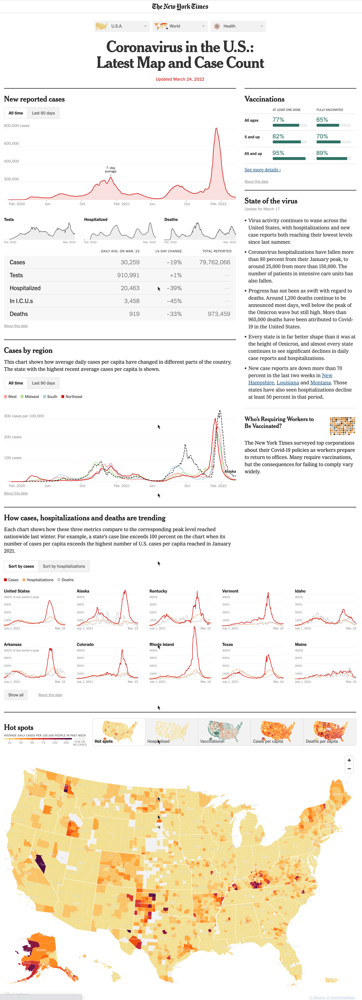 The New York Times
U.S.A.
World
Health
Coronavirus in the U.S.:
Latest Map and Case Count
Updated March 24, 2022
New reported cases
All time
Last 90 days
800,000 cases
600,000
400,000
200,000
7–day
average
Feb. 2020
Jun.
Oct.
Feb. 2021
Jun.
Oct.
Feb. 2022
Tests
Hospitalized
Deaths
Feb. 2020
Mar. 2022
Feb. 2020
Mar. 2022
Feb. 2020
Mar. 2022
DAILY AVG. ON MAR. 23
14-DAY CHANGE
TOTAL REPORTED
Cases 30,259 –19% 79,762,066
Tests 910,991 +1% —
Hospitalized 20,463 –39% —
In I.C.U.s 3,458 –45% —
Deaths 919 –33% 973,459
About this data
Vaccinations
AT LEAST ONE DOSE
FULLY VACCINATED
All ages 77% 65%
5 and up 82% 70%
65 and up 95% 89%
See more details ›
About this data
State of the virus
Update for March 17
• Virus activity continues to wane across the
United States, with hospitalizations and new
case reports both reaching their lowest levels
since last summer.
• Coronavirus hospitalizations have fallen more
than 80 percent from their January peak, to
around 25,000 from more than 150,000. The
number of patients in intensive care units has
also fallen.
• Progress has not been as swift with regard to
deaths. Around 1,200 deaths continue to be
announced most days, well below the peak of
the Omicron wave but still high. More than
965,000 deaths have been attributed to Covid-
19 in the United States.
• Every state is in far better shape than it was at
the height of Omicron, and almost every state
continues to see significant declines in daily
case reports and hospitalizations.
• New case reports are down more than 70
percent in the last two weeks in New
Hampshire, Louisiana and Montana. Those
states have also seen hospitalizations decline
at least 50 percent in that period.
Who's Requiring Workers to
Be Vaccinated?
The New York Times surveyed top corporations
about their Covid-19 policies as workers prepare
to return to offices. Many require vaccinations,
but the consequences for failing to comply vary
widely.
Cases by region
This chart shows how average daily cases per capita have changed in different parts of the country.
The state with the highest recent average cases per capita is shown.
All time
Last 90 days
West
Midwest
South
Northeast
300 cases per 100,000
200 cases
100 cases
Alaska
Feb. 2020
Jun.
Oct.
Feb. 2021
Jun.
Oct.
Feb. 2022
About this data
How cases, hospitalizations and deaths are trending
Each chart shows how these three metrics compare to the corresponding peak level reached
nationwide last winter. For example, a state's case line exceeds 100 percent on the chart when its
number of cases per capita exceeds the highest number of U.S. cases per capita reached in January
2021.
Sort by cases
Sort by hospitalizations
Cases
Hospitalizations
Deaths
United States
400% of last winter's peak
300%
200%
100%
July 1, 2021
Mar. 23
Alaska
400%
300%
200%
100%
July 1, 2021
Mar. 23
Kentucky
400%
300%
200%
100%
July 1, 2021
Mar. 23
Vermont
400%
300%
200%
100%
July 1, 2021
Mar. 23
Idaho
400%
300%
200%
100%
July 1, 2021
Mar. 23
Arkansas
400% of last winter's peak
300%
200%
100%
July 1, 2021
Mar. 23
Colorado
400%
300%
200%
100%
July 1, 2021
Mar. 23
Rhode Island
400%
300%
200%
100%
July 1, 2021
Mar. 23
Texas
400%
300%
200%
100%
July 1, 2021
Mar. 23
Maine
400%
300%
200%
100%
July 1, 2021
Mar. 23
Show all
About this data
Hot spots
AVERAGE DAILY CASES PER 100,000 PEOPLE IN PAST WEEK
10
30
50
70
100
250
FEW OR
NO CASES
Hot spots
Hospitalized
Vaccinations
Cases per capita
Deaths per capita
+
−
Maine
Calif.
Alaska
Bethel
© Mapbox © OpenStreetMap